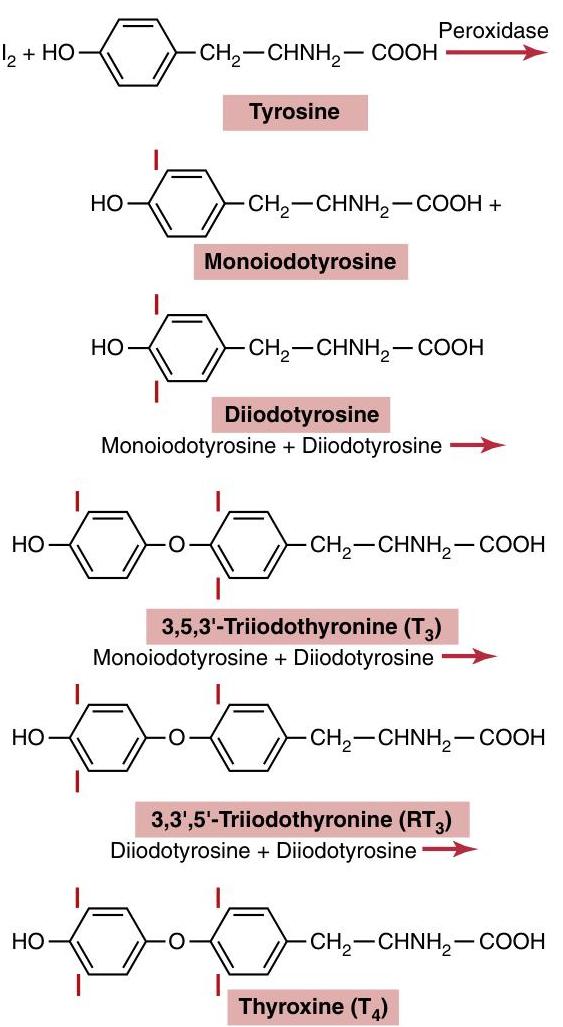 Peroxidase
I₂ + HO CH₂ CHNH₂ COOH
Tyrosine
I
HO CH₂ CHNH₂ COOH +
Monoiodotyrosine
I
HO CH₂ CHNH₂ COOH
I
Diiodotyrosine
Monoiodotyrosine + Diiodotyrosine
I I
HO O CH₂ CHNH₂ COOH
I
3,5,3'-Triiodothyronine (T₃)
Monoiodotyrosine + Diiodotyrosine
I I
HO O CH₂ CHNH₂ COOH
I
3,3',5'-Triiodothyronine (RT₃)
Diiodotyrosine + Diiodotyrosine
I I
HO O CH₂ CHNH₂ COOH
I I
Thyroxine (T₄)